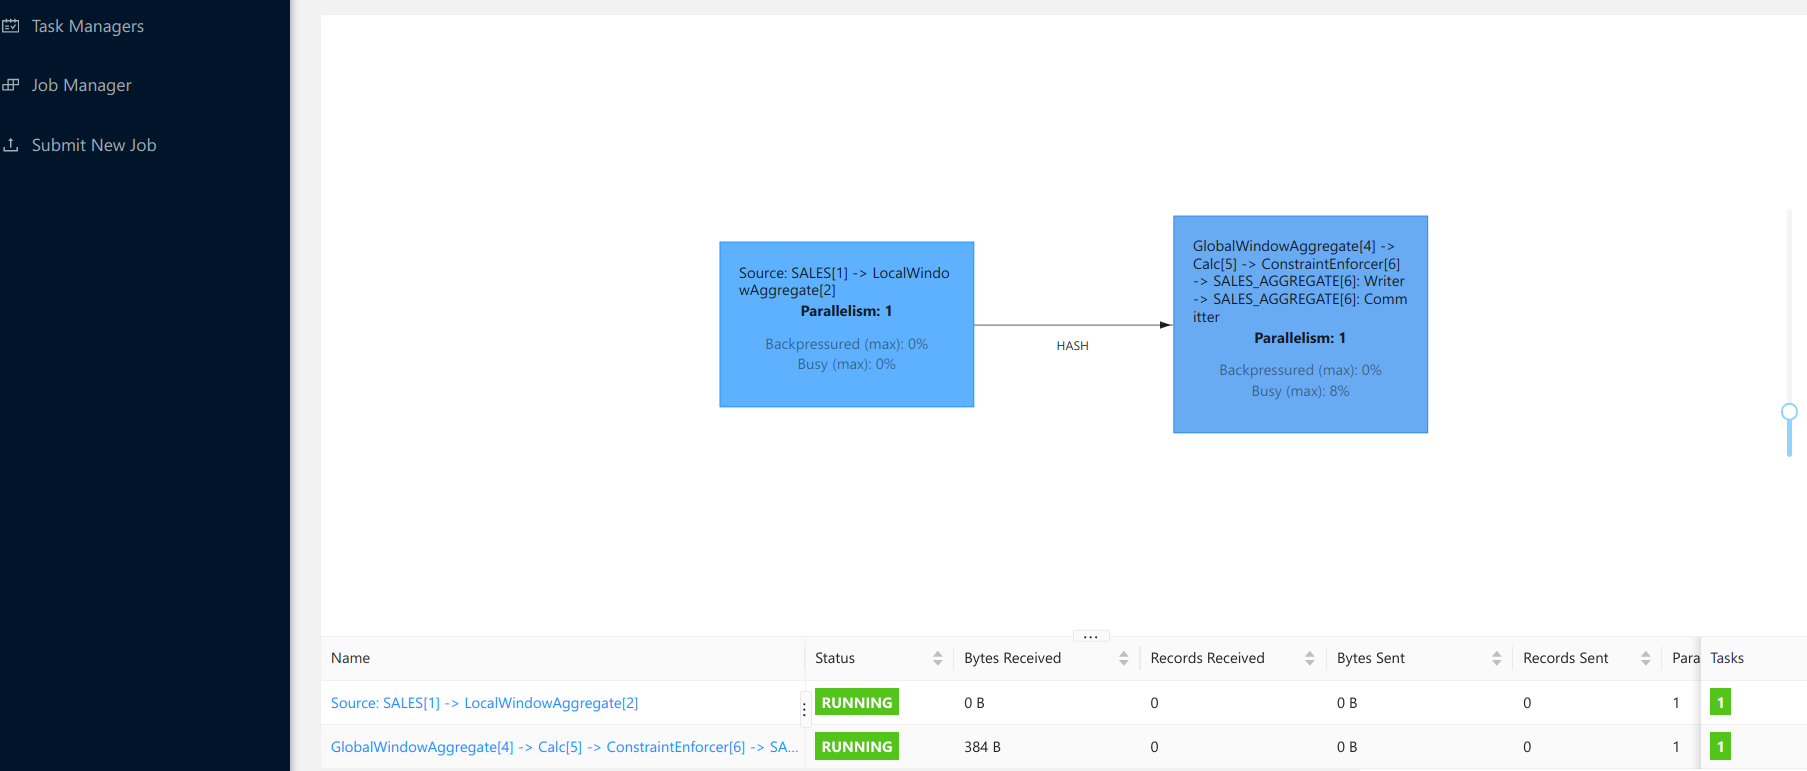 Task Managers
Job Manager
Submit New Job
Source: SALES[1] -> LocalWindo
wAggregate[2]
Parallelism: 1
Backpressured (max): 0%
Busy (max): 0%
HASH
GlobalWindowAggregate[4] ->
Calc[5] -> ConstraintEnforcer[6]
-> SALES_AGGREGATE[6]: Writer
-> SALES_AGGREGATE[6]: Comm
itter
Parallelism: 1
Backpressured (max): 0%
Busy (max): 8%
Name Status Bytes Received Records Received Bytes Sent Records Sent Para Tasks
Source: SALES[1] -> LocalWindowAggregate[2] RUNNING 0 B 0 0 B 0 1 1
GlobalWindowAggregate[4] -> Calc[5] -> ConstraintEnforcer[6] -> SA... RUNNING 384 B 0 0 B 0 1 1